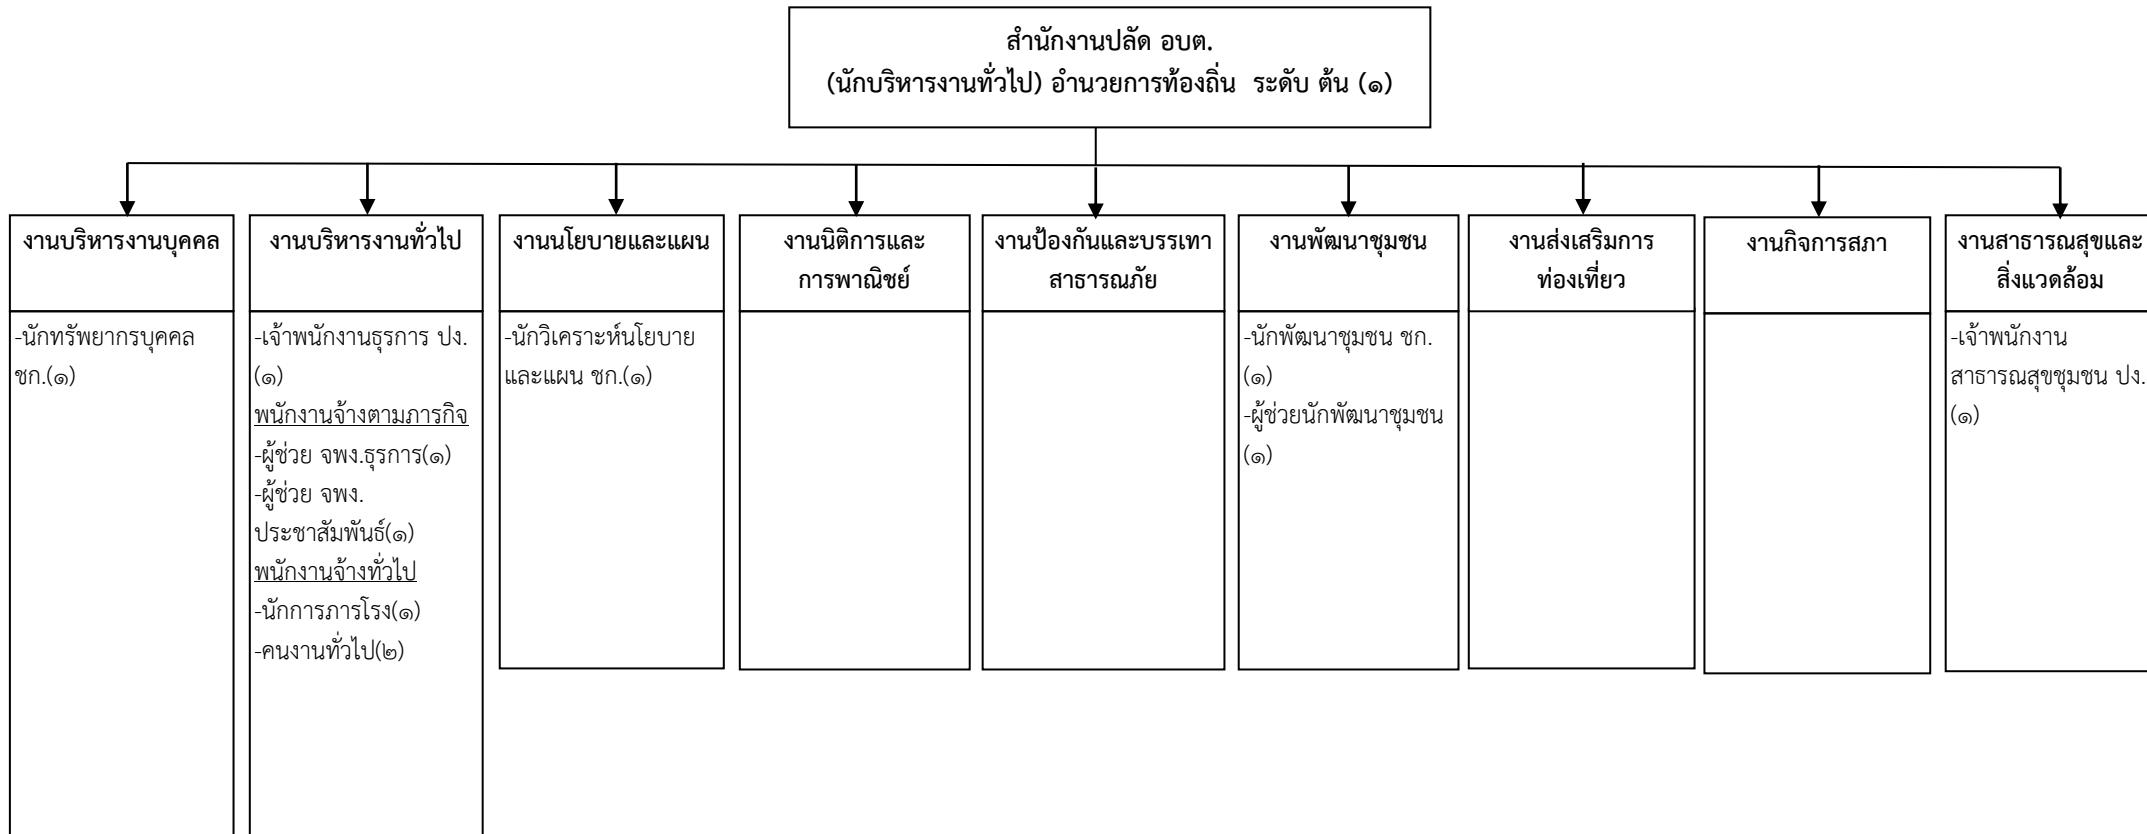 สำนักงานปลัด อบต.
(นักบริหารงานทั่วไป) อำนวยการท้องถิ่น ระดับ ต้น (๑)
งานบริหารงานบุคคล
-นักทรัพยากรบุคคล
ชก.(๑)
งานบริหารงานทั่วไป
-เจ้าพนักงานธุรการ ปง.
(๑)
พนักงานจ้างตามภารกิจ
-ผู้ช่วย จพง.ธุรการ(๑)
-ผู้ช่วย จพง.
ประชาสัมพันธ์(๑)
พนักงานจ้างทั่วไป
-นักการภารโรง(๑)
-คนงานทั่วไป(๒)
งานนโยบายและแผน
-นักวิเคราะห์นโยบาย
และแผน ชก.(๑)
งานนิติการและ
การพาณิชย์
งานป้องกันและบรรเทา
สาธารณภัย
งานพัฒนาชุมชน
-นักพัฒนาชุมชน ชก.
(๑)
-ผู้ช่วยนักพัฒนาชุมชน
(๑)
งานส่งเสริมการ
ท่องเที่ยว
งานกิจการสภา
งานสาธารณสุขและ
สิ่งแวดล้อม
-เจ้าพนักงาน
สาธารณสุขชุมชน ปง.
(๑)